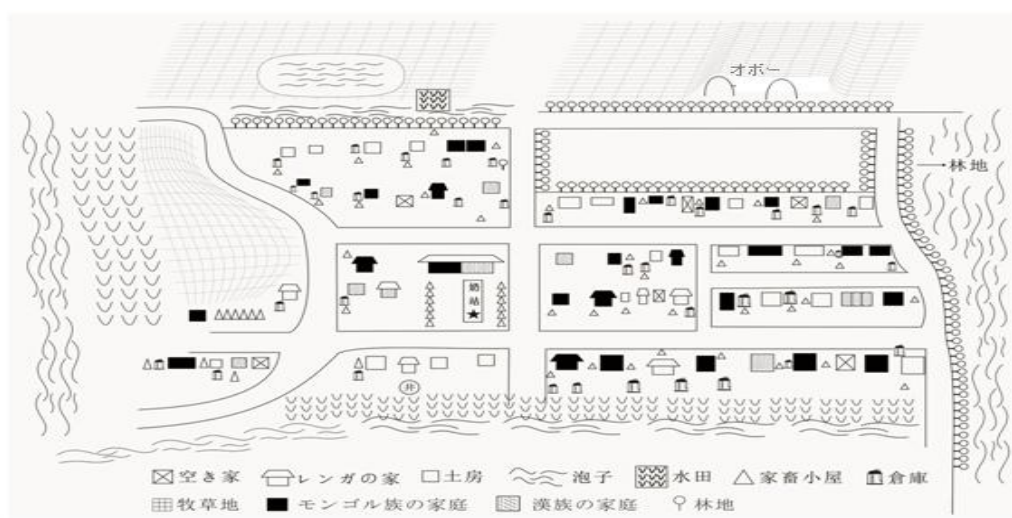 オボー
林地
奶
站
井
空き家 レンガの家 土房 泡子 水田 家畜小屋 倉庫
牧草地 モンゴル族の家庭 漢族の家庭 林地